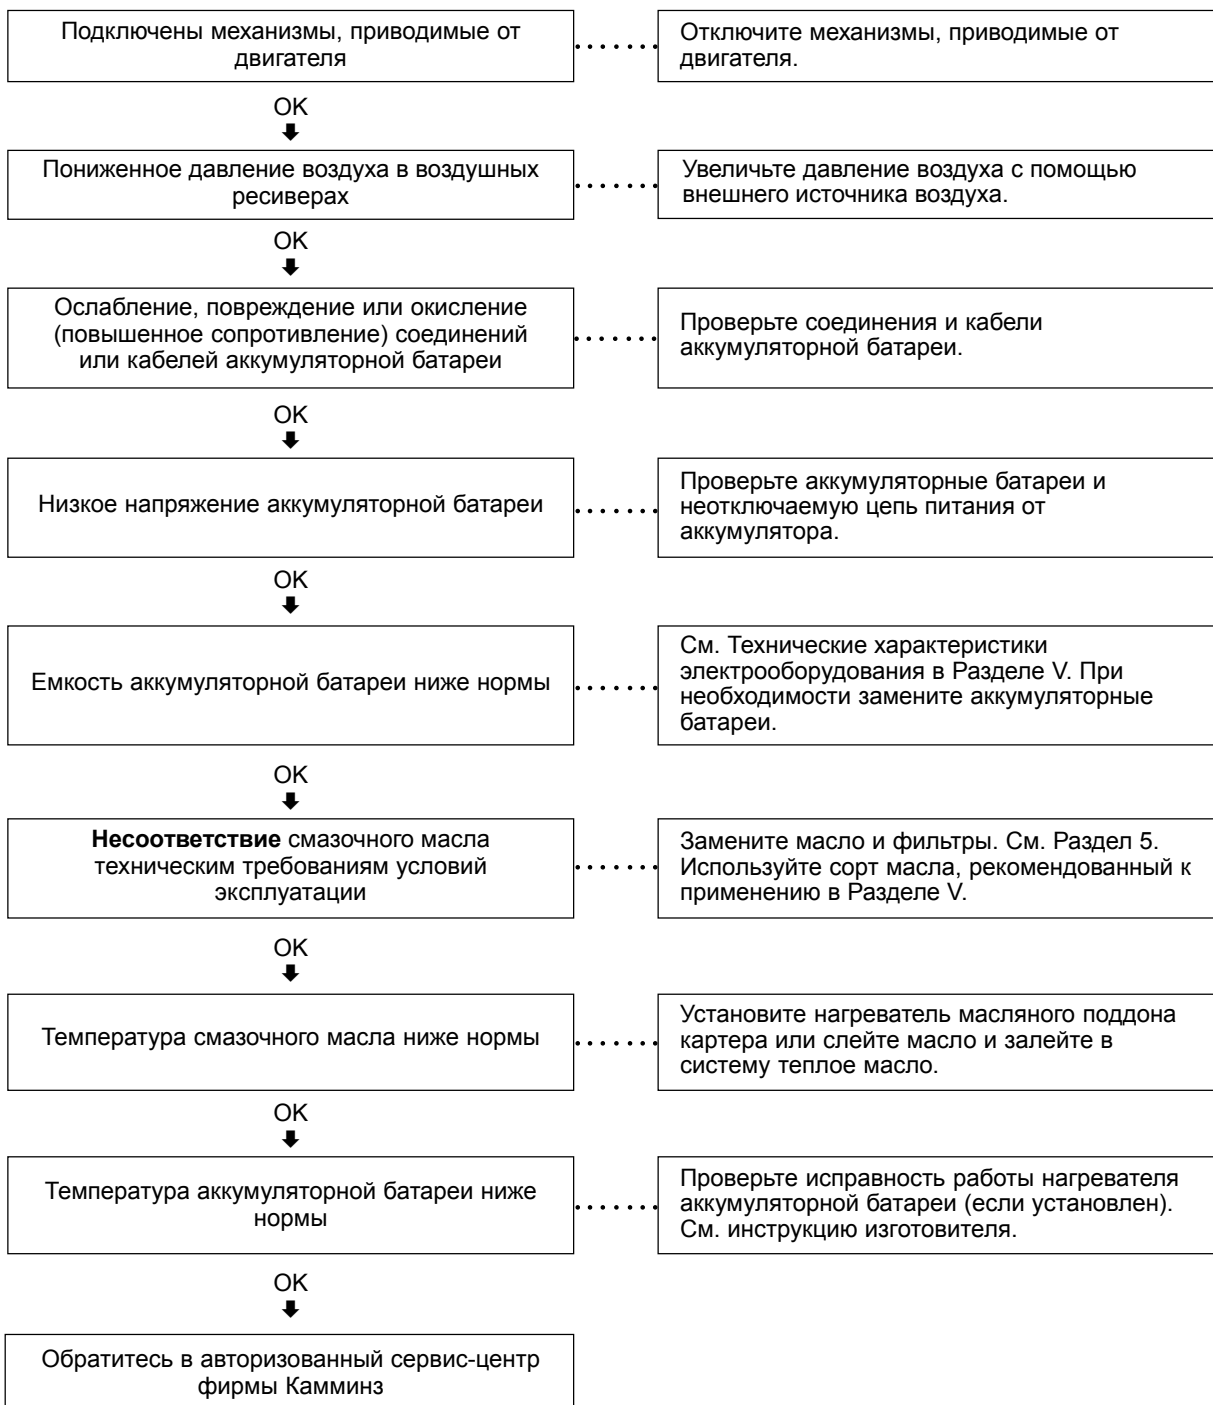 Подключены механизмы, приводимые от
двигателя
Отключите механизмы, приводимые от
двигателя.
OK
Пониженное давление воздуха в воздушных
ресиверах
Увеличьте давление воздуха с помощью
внешнего источника воздуха.
OK
Ослабление, повреждение или окисление
(повышенное сопротивление) соединений
или кабелей аккумуляторной батареи
Проверьте соединения и кабели
аккумуляторной батареи.
OK
Низкое напряжение аккумуляторной батареи
Проверьте аккумуляторные батареи и
неотключаемую цепь питания от
аккумулятора.
OK
Емкость аккумуляторной батареи ниже нормы
См. Технические характеристики
электрооборудования в Разделе V. При
необходимости замените аккумуляторные
батареи.
OK
Несоответствие смазочного масла
техническим требованиям условий
эксплуатации
Замените масло и фильтры. См. Раздел 5.
Используйте сорт масла, рекомендованный к
применению в Разделе V.
OK
Температура смазочного масла ниже нормы
Установите нагреватель масляного поддона
картера или слейте масло и залейте в
систему теплое масло.
OK
Температура аккумуляторной батареи ниже
нормы
Проверьте исправность работы нагревателя
аккумуляторной батареи (если установлен).
См. инструкцию изготовителя.
OK
Обратитесь в авторизованный сервис-центр
фирмы Камминз